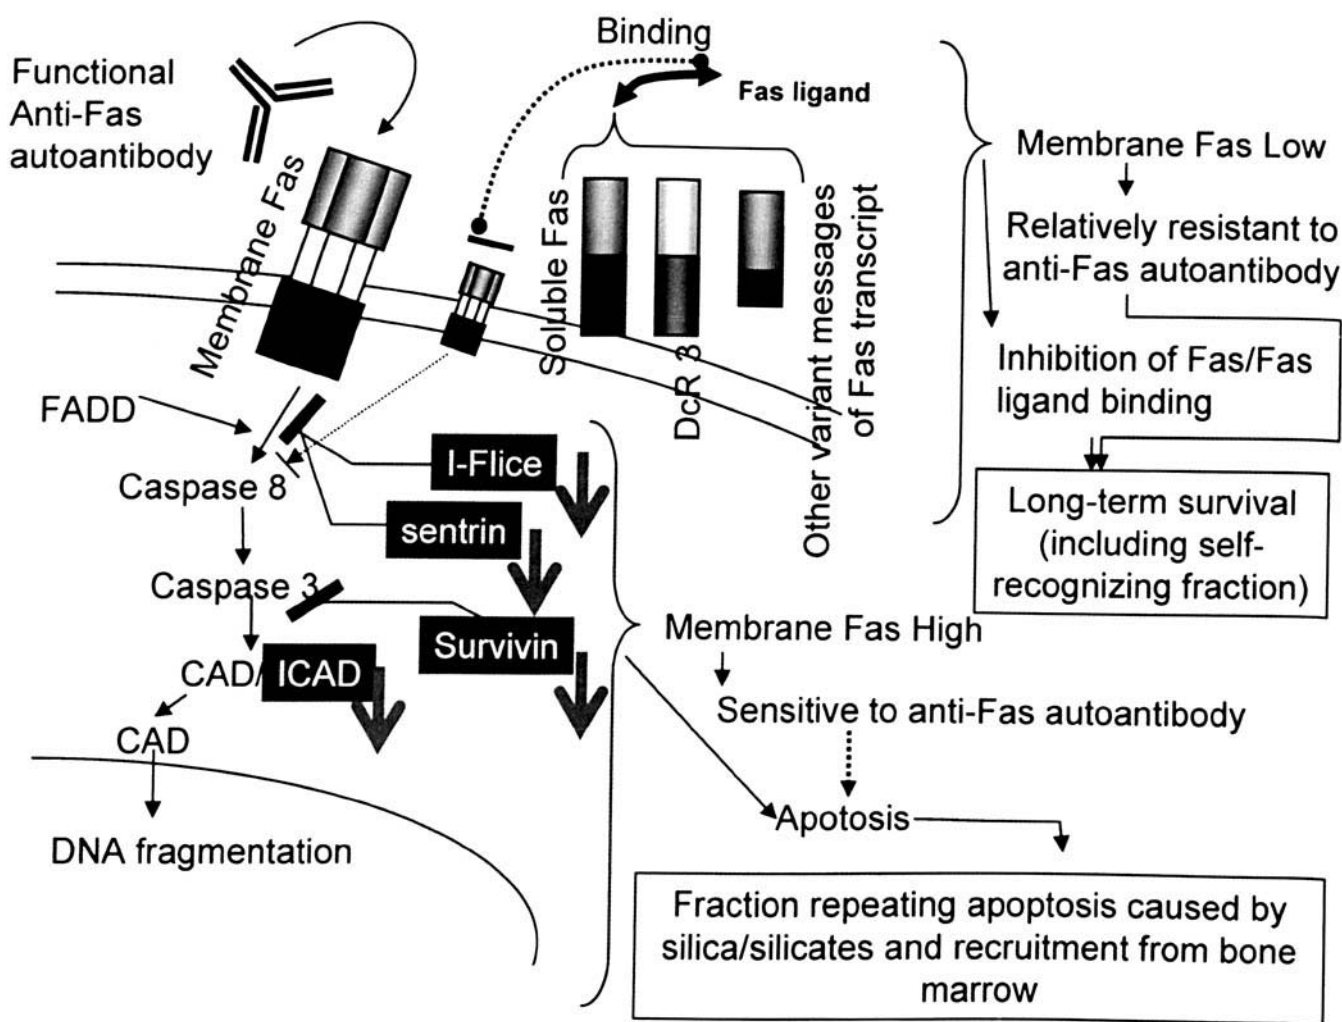 Functional
Anti-Fas
autoantibody
Binding
Fas ligand
Membrane Fas
Soluble Fas
DcR 3
Other variant messages
of Fas transcript
Membrane Fas Low
Relatively resistant to
anti-Fas autoantibody
Inhibition of Fas/Fas
ligand binding
Long-term survival
(including self-
recognizing fraction)
FADD
Caspase 8
I-Flice
sentrin
Caspase 3
Survivin
CAD/
ICAD
CAD
DNA fragmentation
Membrane Fas High
Sensitive to anti-Fas autoantibody
Apotosis
Fraction repeating apoptosis caused by
silica/silicates and recruitment from bone
marrow